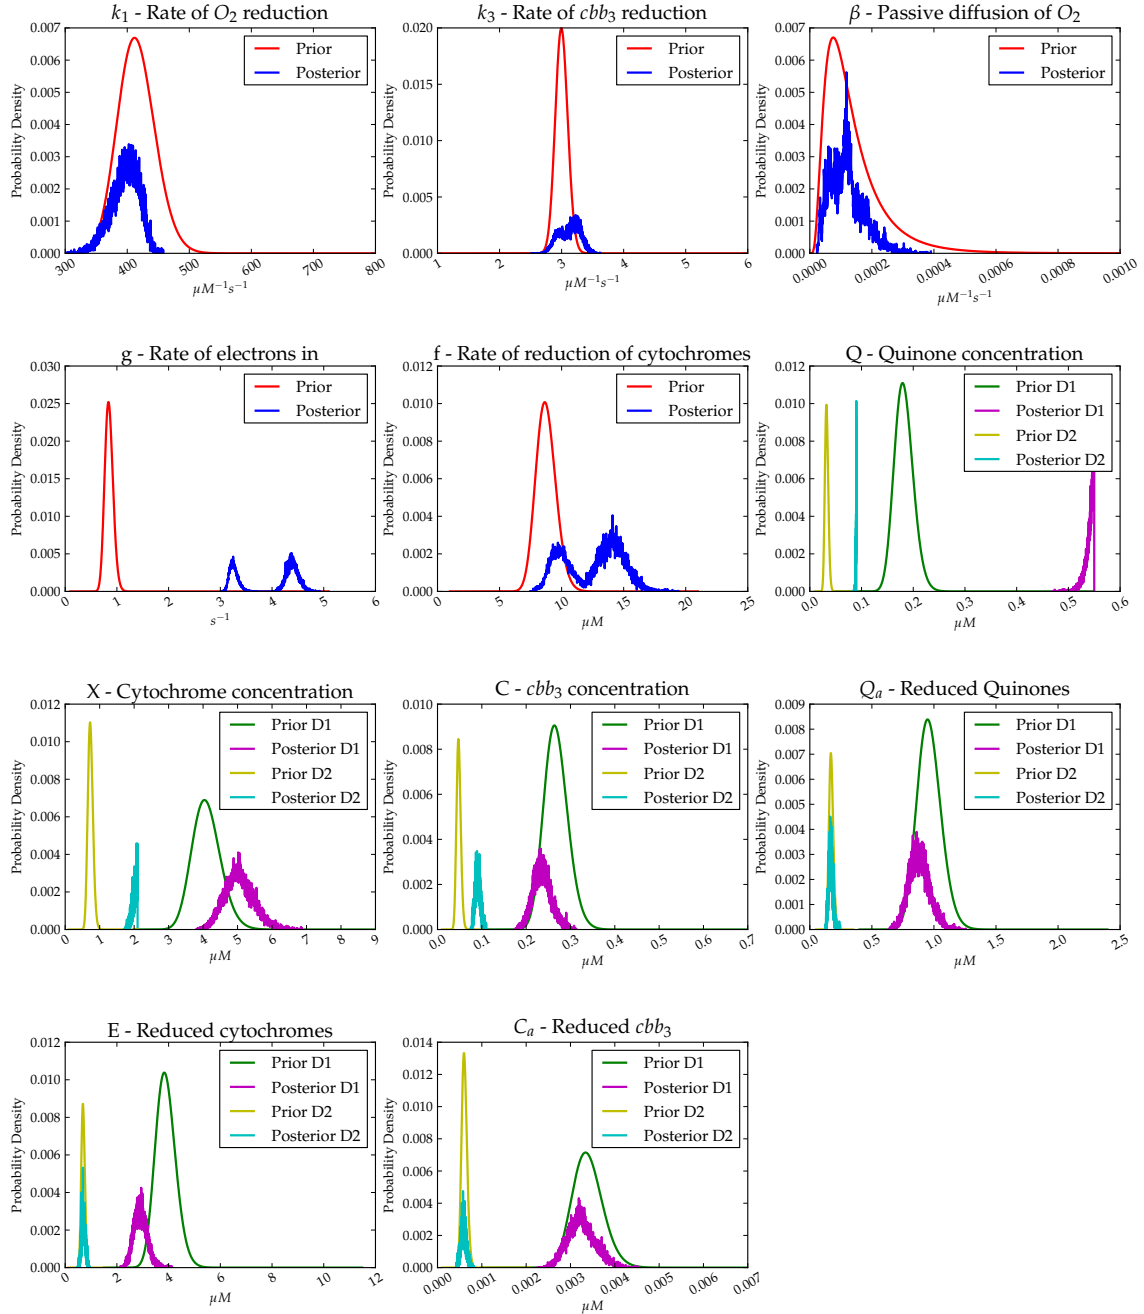 k₁ - Rate of O₂ reduction
0.007
0.006
0.005
0.004
0.003
0.002
0.001
0.000
Probability Density
Prior
Posterior
300 400 500 600 700 800
μM⁻¹s⁻¹
k₃ - Rate of cbb₃ reduction
0.020
0.015
0.010
0.005
0.000
Probability Density
Prior
Posterior
1 2 3 4 5 6
μM⁻¹s⁻¹
β - Passive diffusion of O₂
0.007
0.006
0.005
0.004
0.003
0.002
0.001
0.000
Probability Density
Prior
Posterior
0.0000 0.0002 0.0004 0.0006 0.0008 0.0010
μM⁻¹s⁻¹
g - Rate of electrons in
0.030
0.025
0.020
0.015
0.010
0.005
0.000
Probability Density
Prior
Posterior
0 1 2 3 4 5 6
s⁻¹
f - Rate of reduction of cytochromes
0.012
0.010
0.008
0.006
0.004
0.002
0.000
Probability Density
Prior
Posterior
0 5 10 15 20 25
μM
Q - Quinone concentration
0.012
0.010
0.008
0.006
0.004
0.002
0.000
Probability Density
Prior D1
Posterior D1
Prior D2
Posterior D2
0.0 0.1 0.2 0.3 0.4 0.5 0.6
μM
X - Cytochrome concentration
0.012
0.010
0.008
0.006
0.004
0.002
0.000
Probability Density
Prior D1
Posterior D1
Prior D2
Posterior D2
0 1 2 3 4 5 6 7 8 9
μM
C - cbb₃ concentration
0.010
0.008
0.006
0.004
0.002
0.000
Probability Density
Prior D1
Posterior D1
Prior D2
Posterior D2
0.0 0.1 0.2 0.3 0.4 0.5 0.6 0.7
μM
Qₐ - Reduced Quinones
0.009
0.008
0.007
0.006
0.005
0.004
0.003
0.002
0.001
0.000
Probability Density
Prior D1
Posterior D1
Prior D2
Posterior D2
0.0 0.5 1.0 1.5 2.0 2.5
μM
E - Reduced cytochromes
0.012
0.010
0.008
0.006
0.004
0.002
0.000
Probability Density
Prior D1
Posterior D1
Prior D2
Posterior D2
0 2 4 6 8 10 12
μM
Cₐ - Reduced cbb₃
0.014
0.012
0.010
0.008
0.006
0.004
0.002
0.000
Probability Density
Prior D1
Posterior D1
Prior D2
Posterior D2
0.000 0.001 0.002 0.003 0.004 0.005 0.006 0.007
μM